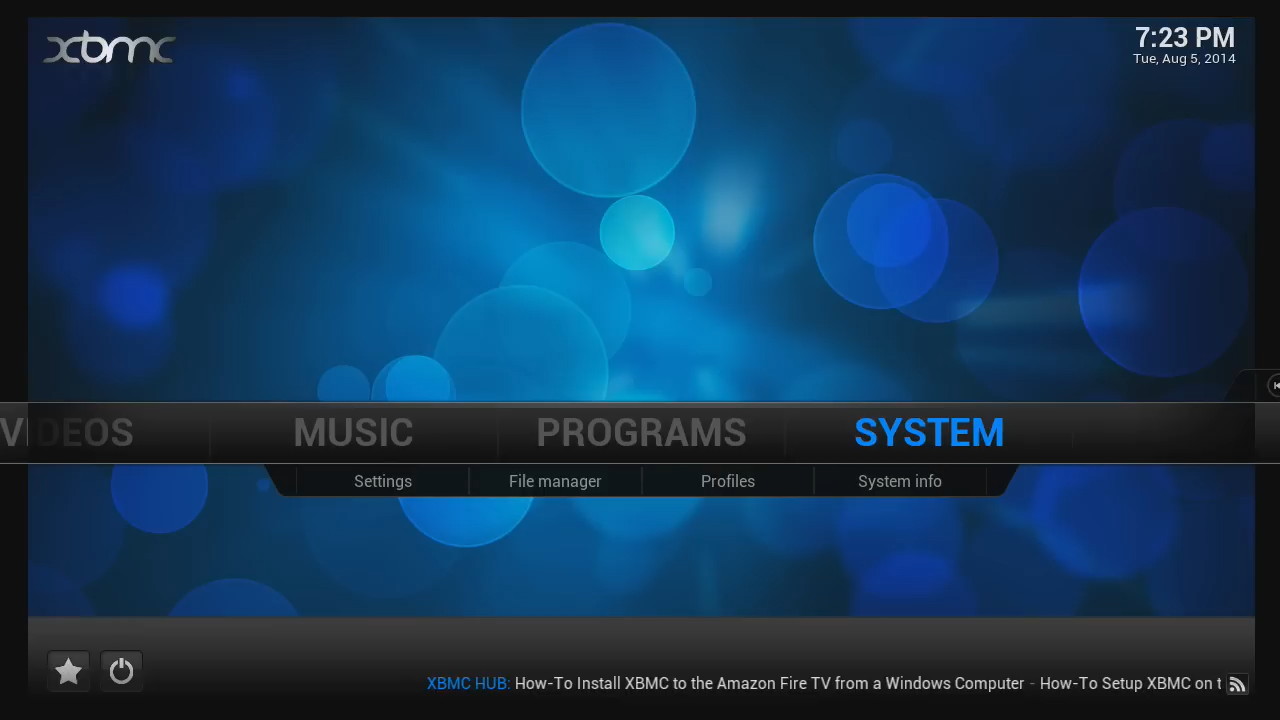 xbmc
7:23 PM
Tue, Aug 5, 2014
VIDEOS MUSIC PROGRAMS SYSTEM
Settings File manager Profiles System info
XBMC HUB: How-To Install XBMC to the Amazon Fire TV from a Windows Computer - How-To Setup XBMC on t